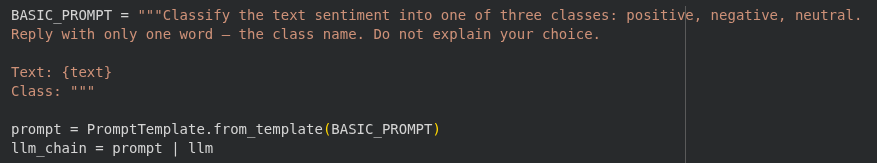 BASIC_PROMPT = """Classify the text sentiment into one of three classes: positive, negative, neutral.
Reply with only one word – the class name. Do not explain your choice.
Text: {text}
Class: """
prompt = PromptTemplate.from_template(BASIC_PROMPT)
llm_chain = prompt | llm